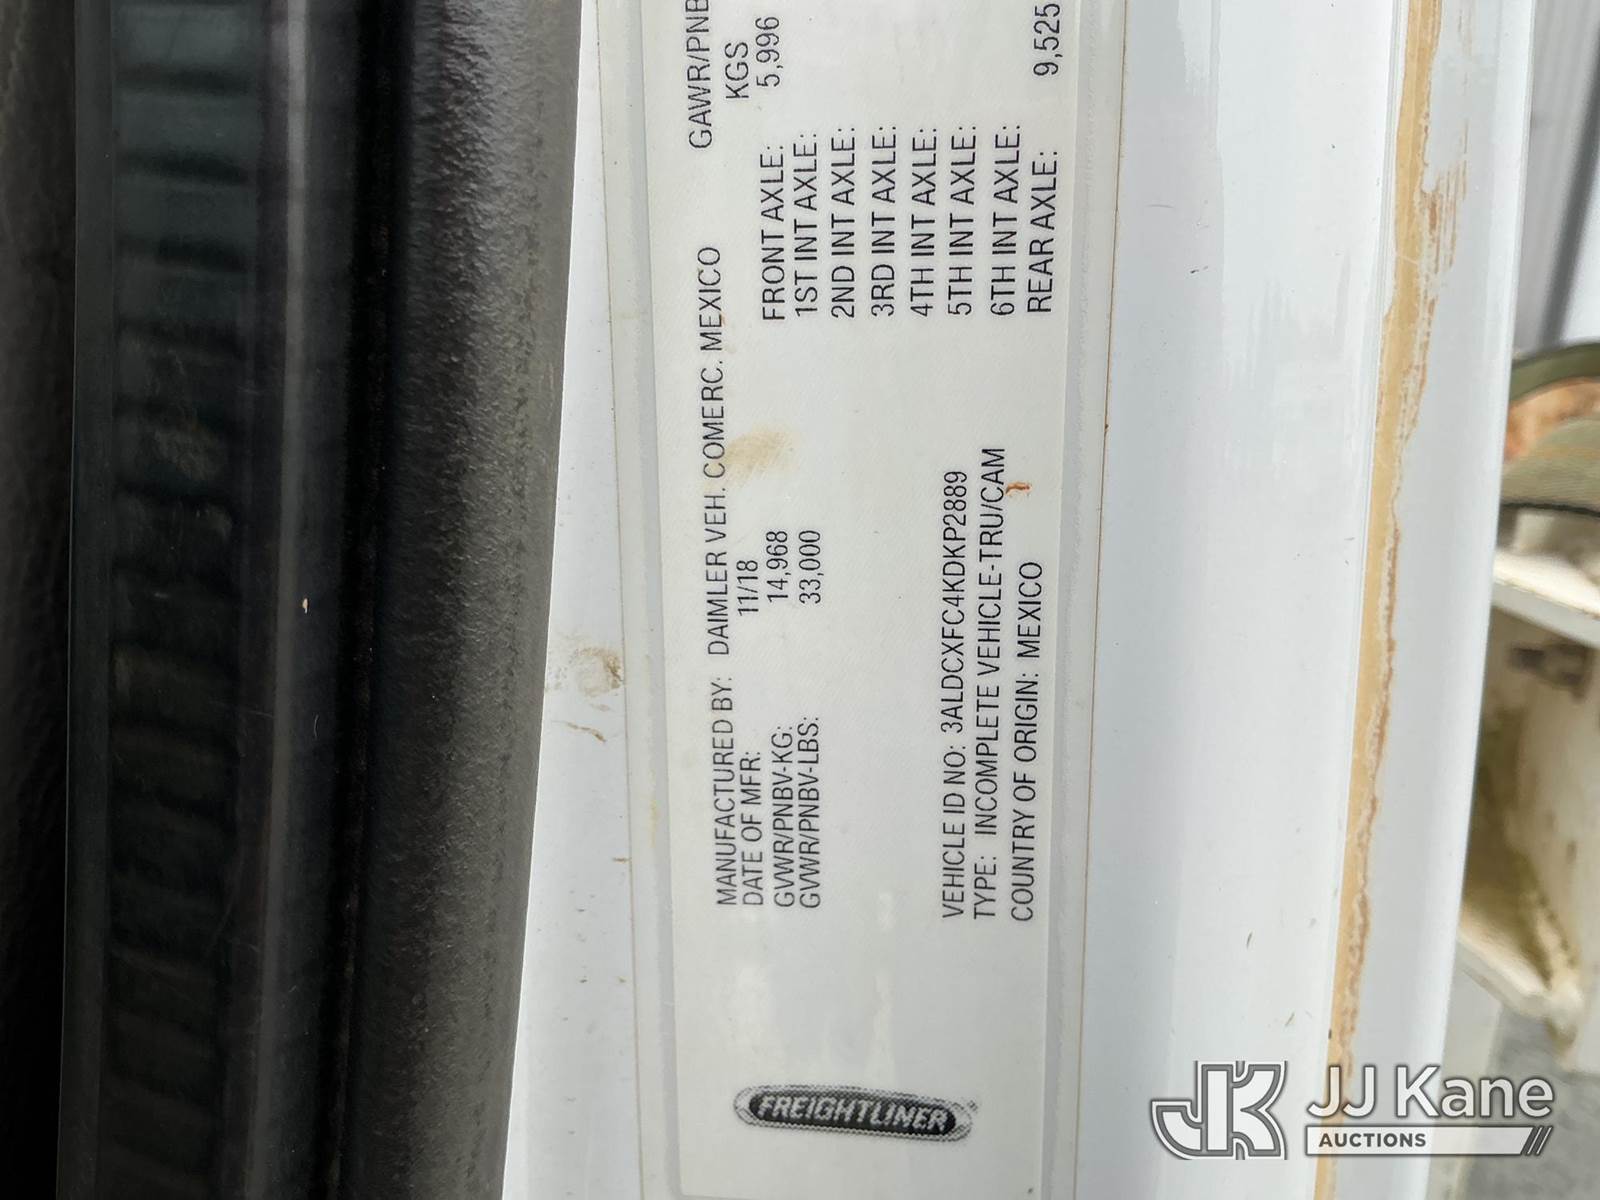 FREIGHTLINER
MANUFACTURED BY: DAIMLER VEH. COMERC. MEXICO GAWR/PNB
DATE OF MFR: 11/18 KGS
GVWR/PNBV-KG: 14,968 FRONT AXLE: 5,996
GVWR/PNBV-LBS: 33,000 1ST INT AXLE:
2ND INT AXLE:
3RD INT AXLE:
4TH INT AXLE:
VEHICLE ID NO: 3ALDCXFC4KDKP2889 5TH INT AXLE:
TYPE: INCOMPLETE VEHICLE-TRU/CAM 6TH INT AXLE:
COUNTRY OF ORIGIN: MEXICO REAR AXLE: 9,525
JK JJ Kane
AUCTIONS